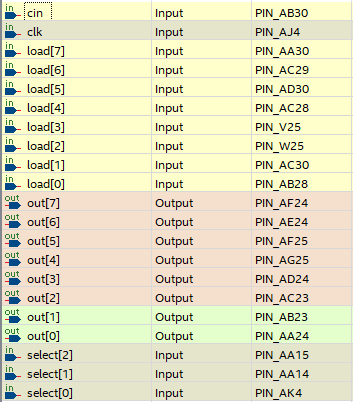 in cin Input PIN_AB30
in clk Input PIN_AJ4
in load[7] Input PIN_AA30
in load[6] Input PIN_AC29
in load[5] Input PIN_AD30
in load[4] Input PIN_AC28
in load[3] Input PIN_V25
in load[2] Input PIN_W25
in load[1] Input PIN_AC30
in load[0] Input PIN_AB28
out out[7] Output PIN_AF24
out out[6] Output PIN_AE24
out out[5] Output PIN_AF25
out out[4] Output PIN_AG25
out out[3] Output PIN_AD24
out out[2] Output PIN_AC23
out out[1] Output PIN_AB23
out out[0] Output PIN_AA24
in select[2] Input PIN_AA15
in select[1] Input PIN_AA14
in select[0] Input PIN_AK4